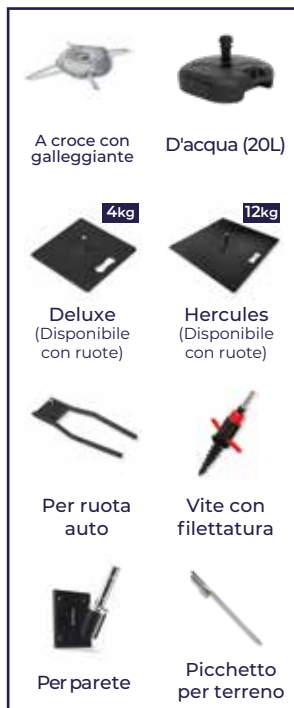 A croce con
galleggiante
D'acqua (20L)
4kg
12kg
Deluxe
(Disponibile
con ruote)
Hercules
(Disponibile
con ruote)
Per ruota
auto
Vite con
filettatura
Per parete
Picchetto
per terreno